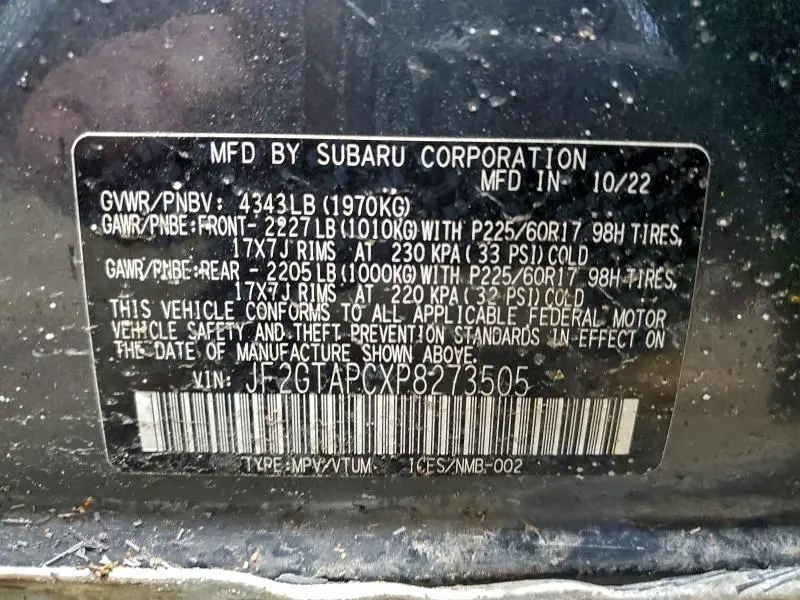 MFD BY SUBARU CORPORATION
MFD IN- 10/22
GVWR/PNBV: 4343LB(1970KG)
GAWR/PNBE:FRONT- 2227LB(1010KG)WITH P225/60R17 98H TIRES,
17X7J RIMS AT 230 KPA( 33 PSI)COLD
GAWR/PNBE:REAR - 2205LB(1000KG)WITH P225/60R17 98H TIRES,
17X7J RIMS AT 220 KPA( 32 PSI)COLD
THIS VEHICLE CONFORMS TO ALL APPLICABLE FEDERAL MOTOR
VEHICLE SAFETY AND THEFT PREVENTION STANDARDS IN EFFECT ON
THE DATE OF MANUFACTURE SHOWN ABOVE.
VIN: JF2GTAPCXP8273505
TYPE:MPV/VTUM ICES/NMB-002